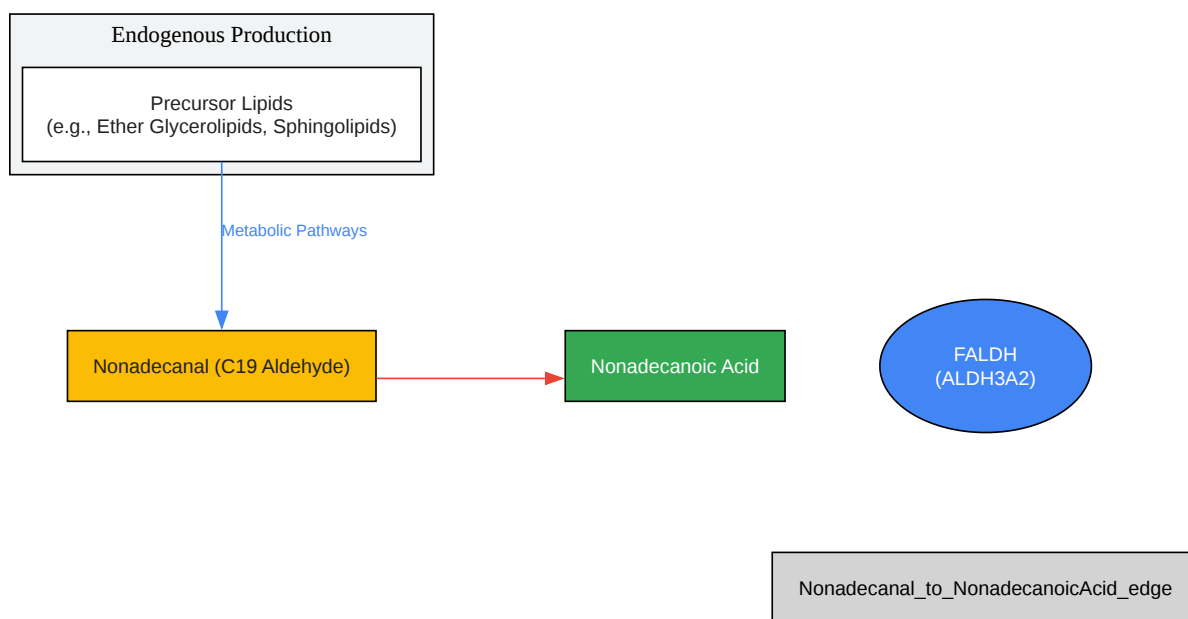 Endogenous Production
Precursor Lipids
(e.g., Ether Glycerolipids, Sphingolipids)
Metabolic Pathways
Nonadecanal (C19 Aldehyde)
Nonadecanoic Acid
FALDH
(ALDH3A2)
Nonadecanal_to_NonadecanoicAcid_edge